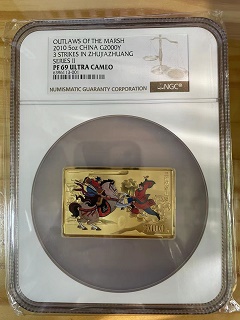 OUTLAWS OF THE MARSH
2010 5oz CHINA G2000Y
3 STRIKES IN ZHUJIAZHUANG
SERIES II
PF 69 ULTRA CAMEO
NGC
NUMISMATIC GUARANTY CORPORATION